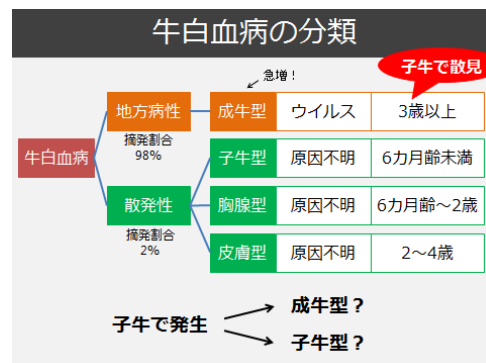 牛白血病の分類
急増！
子牛で散見
地方病性
成牛型
ウイルス
3歳以上
摘発割合
98%
牛白血病
子牛型
原因不明
6カ月齢未満
散発性
胸腺型
原因不明
6カ月齢～2歳
摘発割合
2%
皮膚型
原因不明
2～4歳
子牛で発生
成牛型？
子牛型？